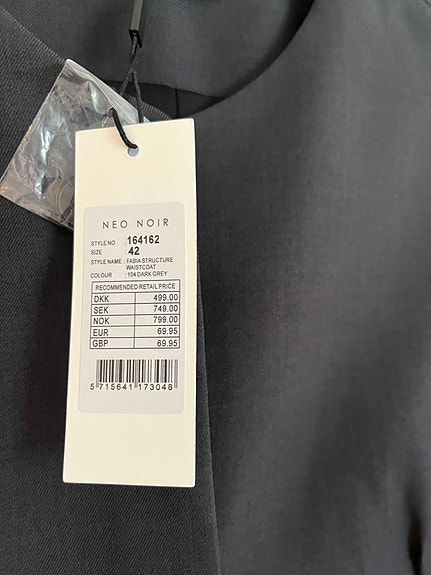 NEO NOIR
STYLE NO : 164162
SIZE : 42
STYLE NAME : FABIA STRUCTURE
WAISTCOAT
COLOUR : 104 DARK GREY
RECOMMENDED RETAIL PRICE
DKK 499.00
SEK 749.00
NOK 799.00
EUR 69.95
GBP 69.95
5 715641 173048